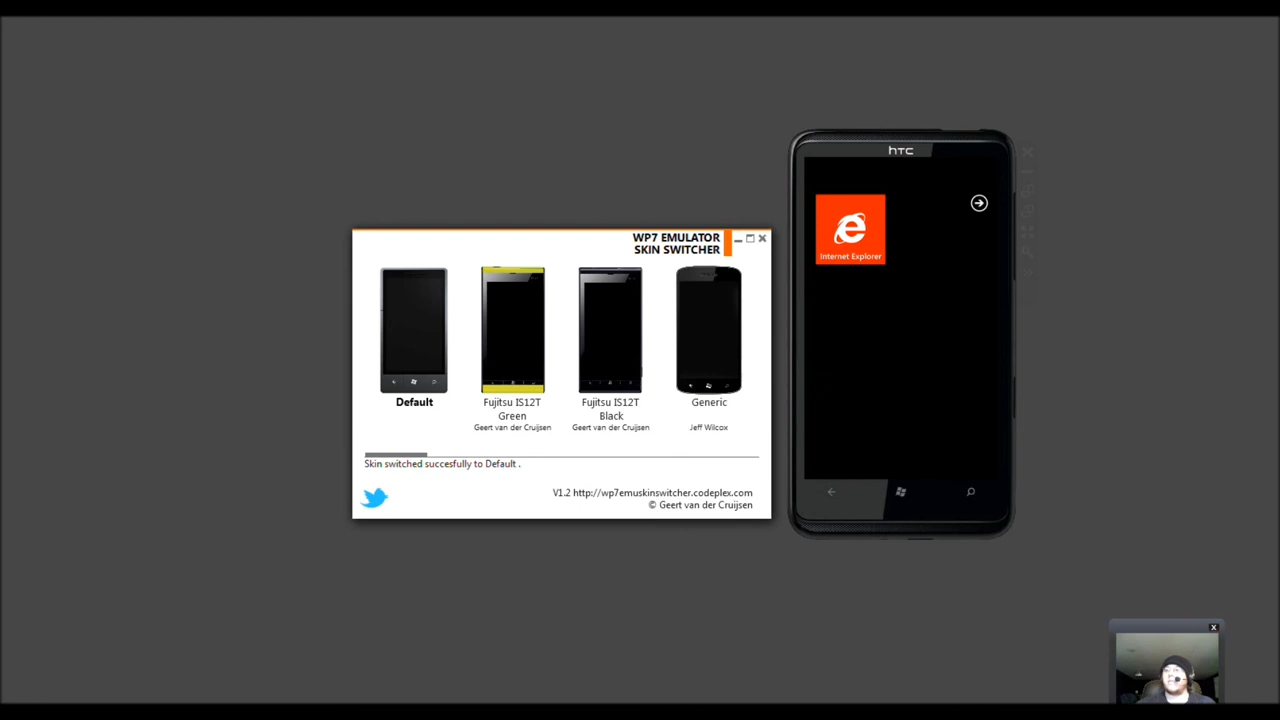 WP7 EMULATOR
SKIN SWITCHER
Default
Fujitsu IS12T
Green
Geert van der Cruijsen
Fujitsu IS12T
Black
Geert van der Cruijsen
Generic
Jeff Wilcox
Skin switched succesfully to Default .
V1.2 http://wp7emuskinswitcher.codeplex.com
© Geert van der Cruijsen
hTC
Internet Explorer